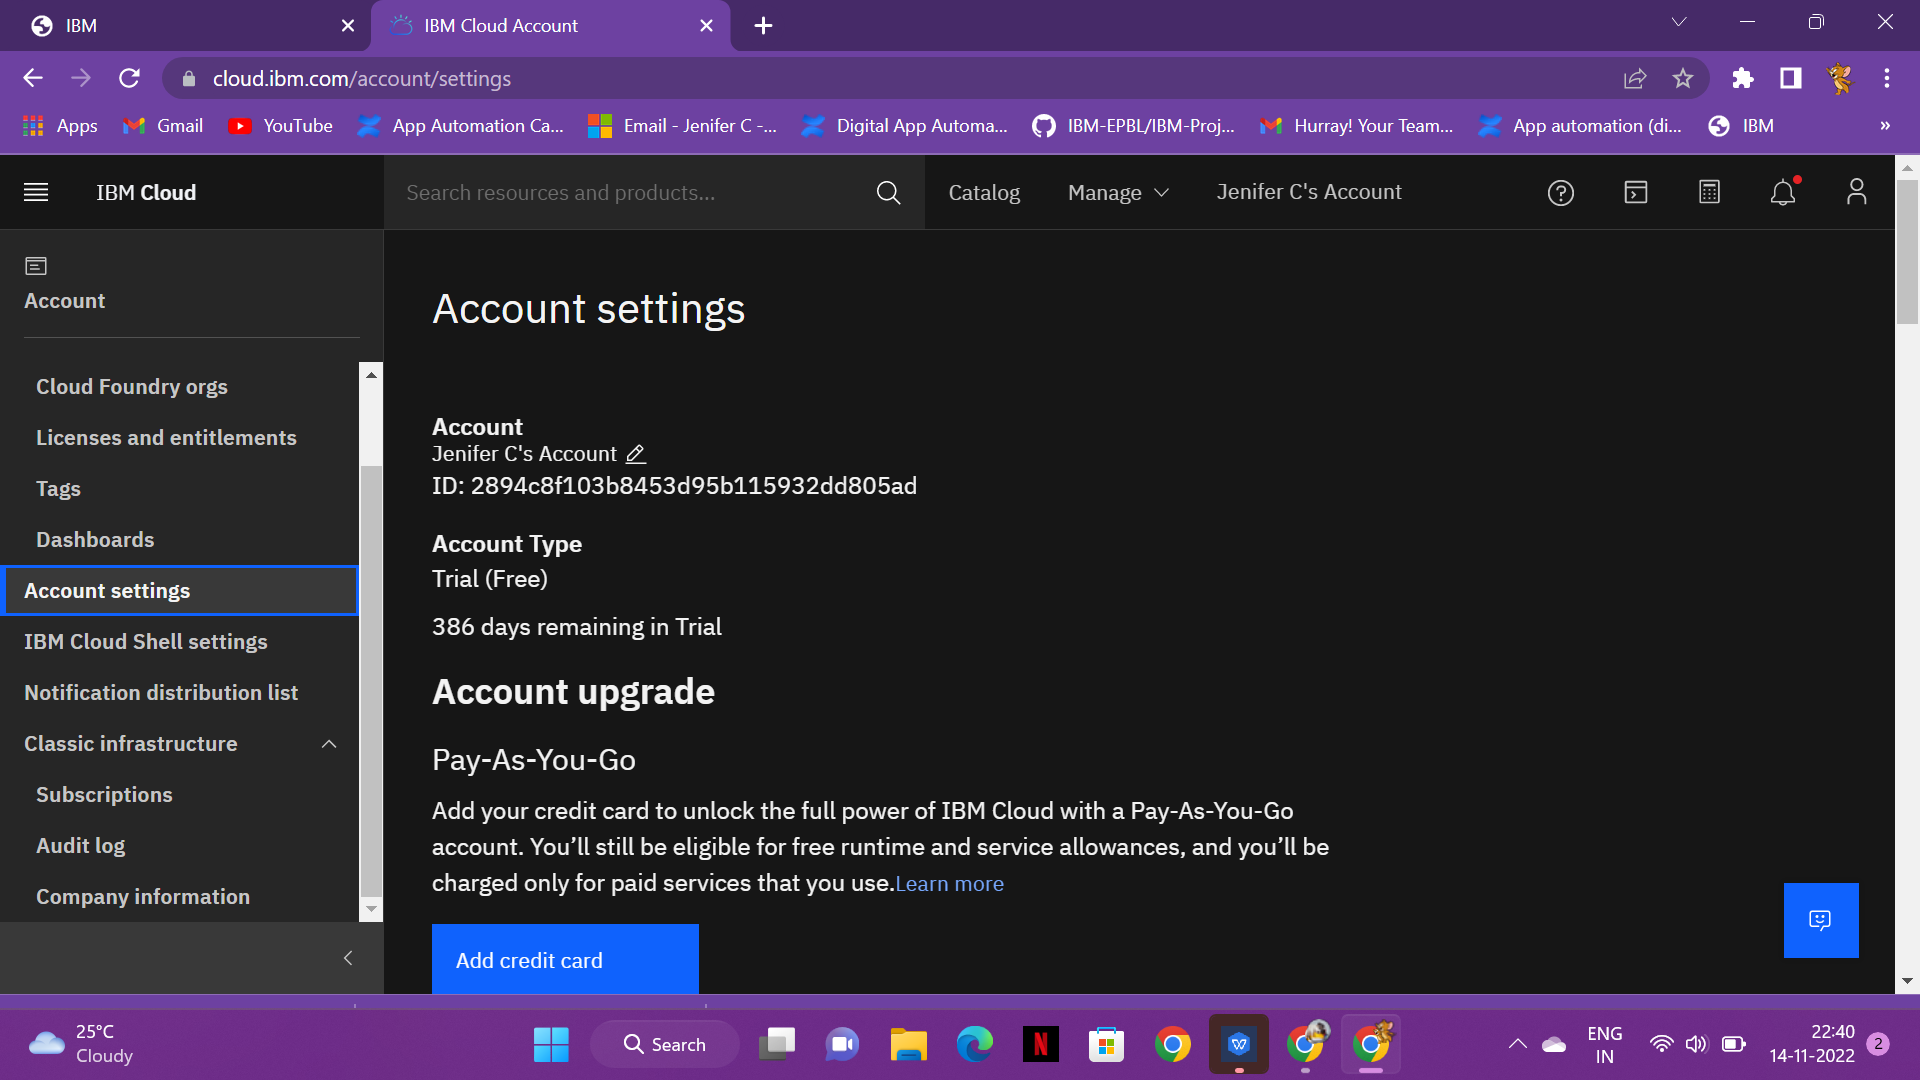 IBM
IBM Cloud Account
cloud.ibm.com/account/settings
Apps
Gmail
YouTube
App Automation Ca...
Email - Jenifer C -...
Digital App Automa...
IBM-EPBL/IBM-Proj...
Hurray! Your Team...
App automation (di...
IBM
»
IBM Cloud
Search resources and products...
Catalog
Manage
Jenifer C's Account
Account
Cloud Foundry orgs
Licenses and entitlements
Tags
Dashboards
Account settings
IBM Cloud Shell settings
Notification distribution list
Classic infrastructure
Subscriptions
Audit log
Company information
Account settings
Account
Jenifer C's Account
ID: 2894c8f103b8453d95b115932dd805ad
Account Type
Trial (Free)
386 days remaining in Trial
Account upgrade
Pay-As-You-Go
Add your credit card to unlock the full power of IBM Cloud with a Pay-As-You-Go
account. You’ll still be eligible for free runtime and service allowances, and you’ll be
charged only for paid services that you use.Learn more
Add credit card
25°C
Cloudy
Search
N
ENG
IN
22:40
14-11-2022
2